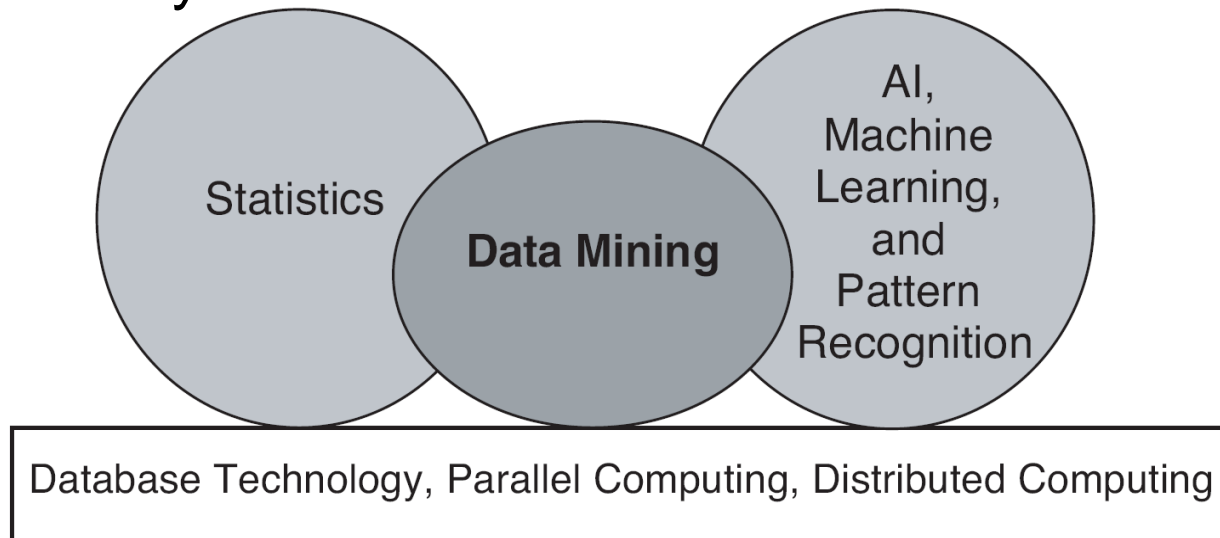 Statistics
Data Mining
AI,
Machine
Learning,
and
Pattern
Recognition
Database Technology, Parallel Computing, Distributed Computing